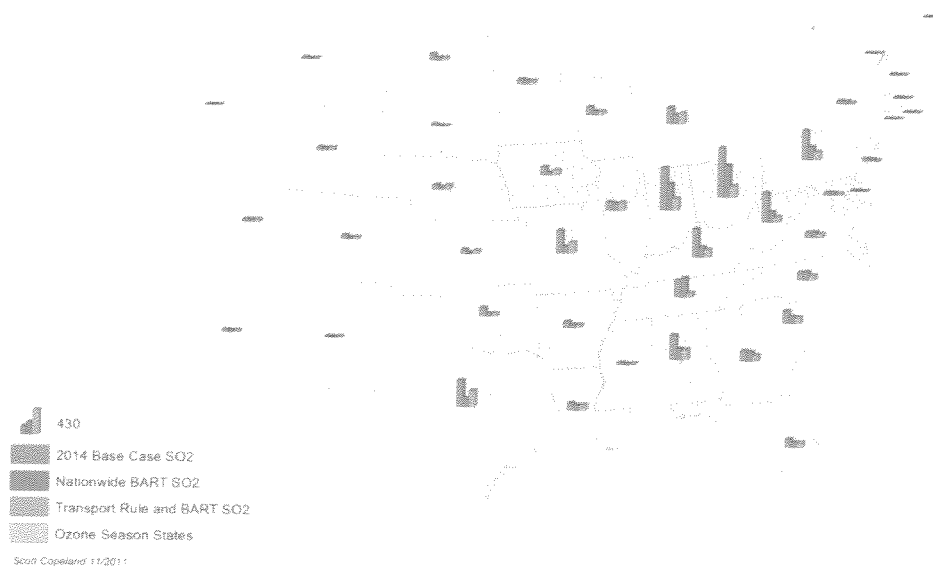 430
2014 Base Case SO2
Nationwide BART SO2
Transport Rule and BART SO2
Ozone Season States
Scott Copeland 11/2011